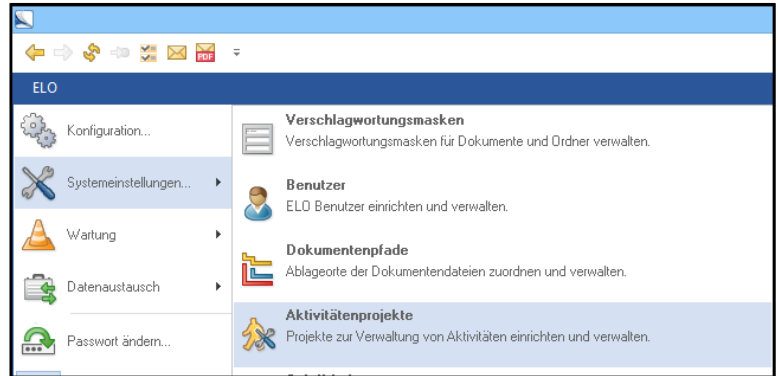 PDF
ELO
Konfiguration...
Systemeinstellungen...
Wartung
Datenaustausch
Passwort ändern...
Verschlagwortungsmasken
Verschlagwortungsmasken für Dokumente und Ordner verwalten.
Benutzer
ELO Benutzer einrichten und verwalten.
Dokumentenpfade
Ablageorte der Dokumentendateien zuordnen und verwalten.
Aktivitätenprojekte
Projekte zur Verwaltung von Aktivitäten einrichten und verwalten.